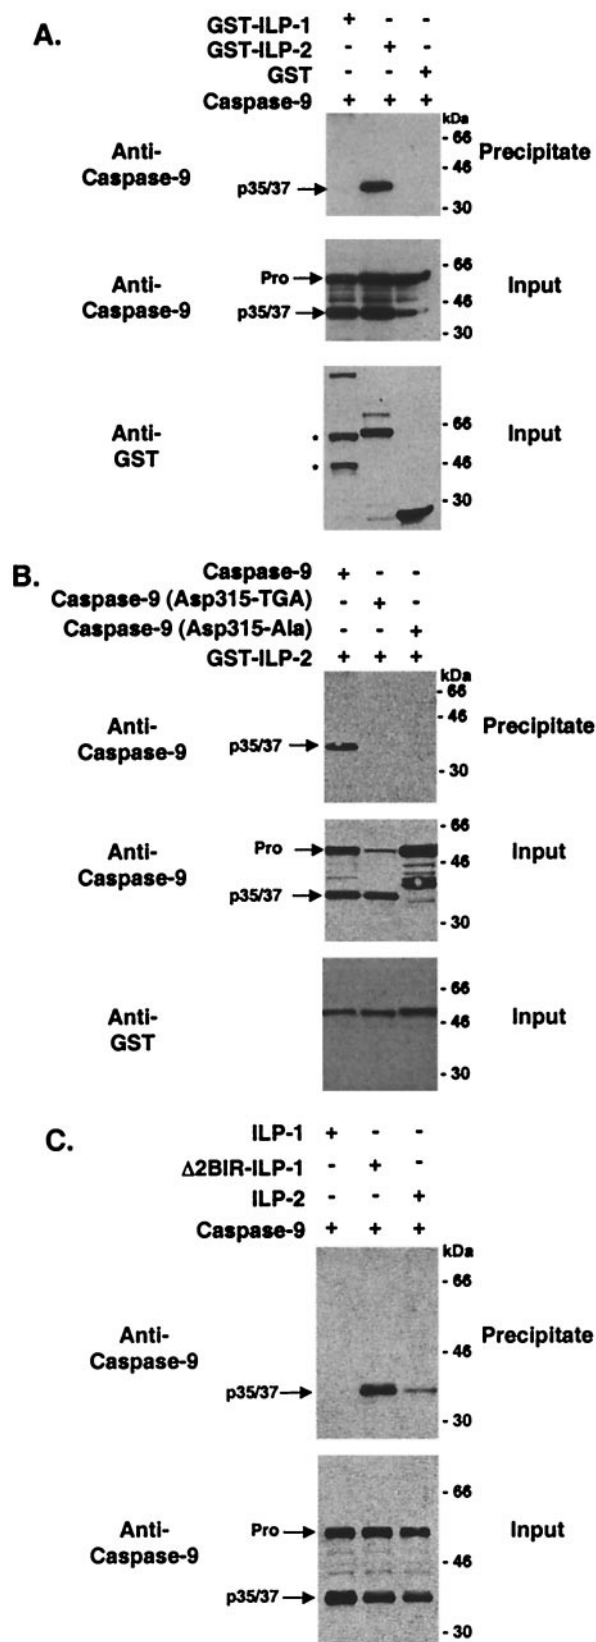 A.
GST-ILP-1 + - -
GST-ILP-2 - + -
GST - - +
Caspase-9 + + +
kDa
Anti-Caspase-9 p35/37 - 66 - 46 - 30 Precipitate
Anti-Caspase-9 Pro p35/37 - 66 - 46 - 30 Input
Anti-GST * * - 66 - 46 - 30 Input
B.
Caspase-9 + - -
Caspase-9 (Asp315-TGA) - + -
Caspase-9 (Asp315-Ala) - - +
GST-ILP-2 + + +
kDa
Anti-Caspase-9 p35/37 - 66 - 46 - 30 Precipitate
Anti-Caspase-9 Pro p35/37 - 66 - 46 - 30 Input
Anti-GST - 66 - 46 - 30 Input
C.
ILP-1 + - -
Δ2BIR-ILP-1 - + -
ILP-2 - - +
Caspase-9 + + +
kDa
Anti-Caspase-9 p35/37 - 66 - 46 - 30 Precipitate
Anti-Caspase-9 Pro p35/37 - 66 - 46 - 30 Input